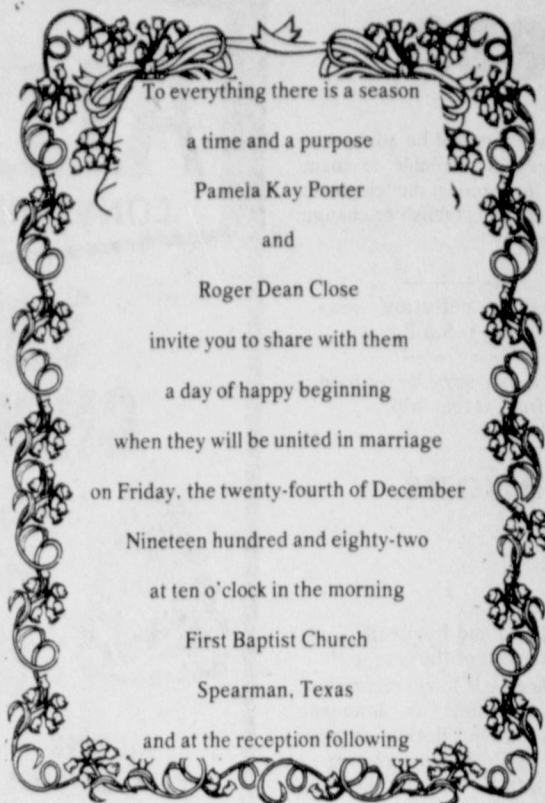 To everything there is a season
a time and a purpose
Pamela Kay Porter
and
Roger Dean Close
invite you to share with them
a day of happy beginning
when they will be united in marriage
on Friday, the twenty-fourth of December
Nineteen hundred and eighty-two
at ten o'clock in the morning
First Baptist Church
Spearman, Texas
and at the reception following